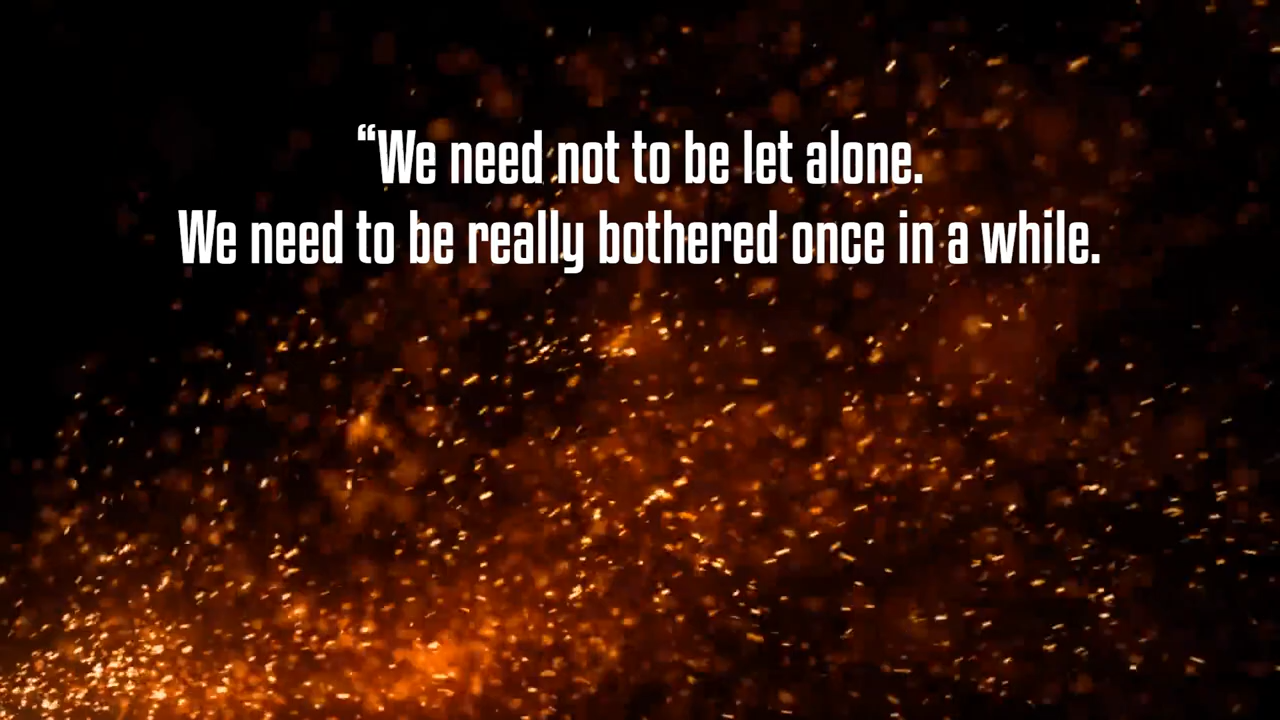 “We need not to be let alone.
We need to be really bothered once in a while.